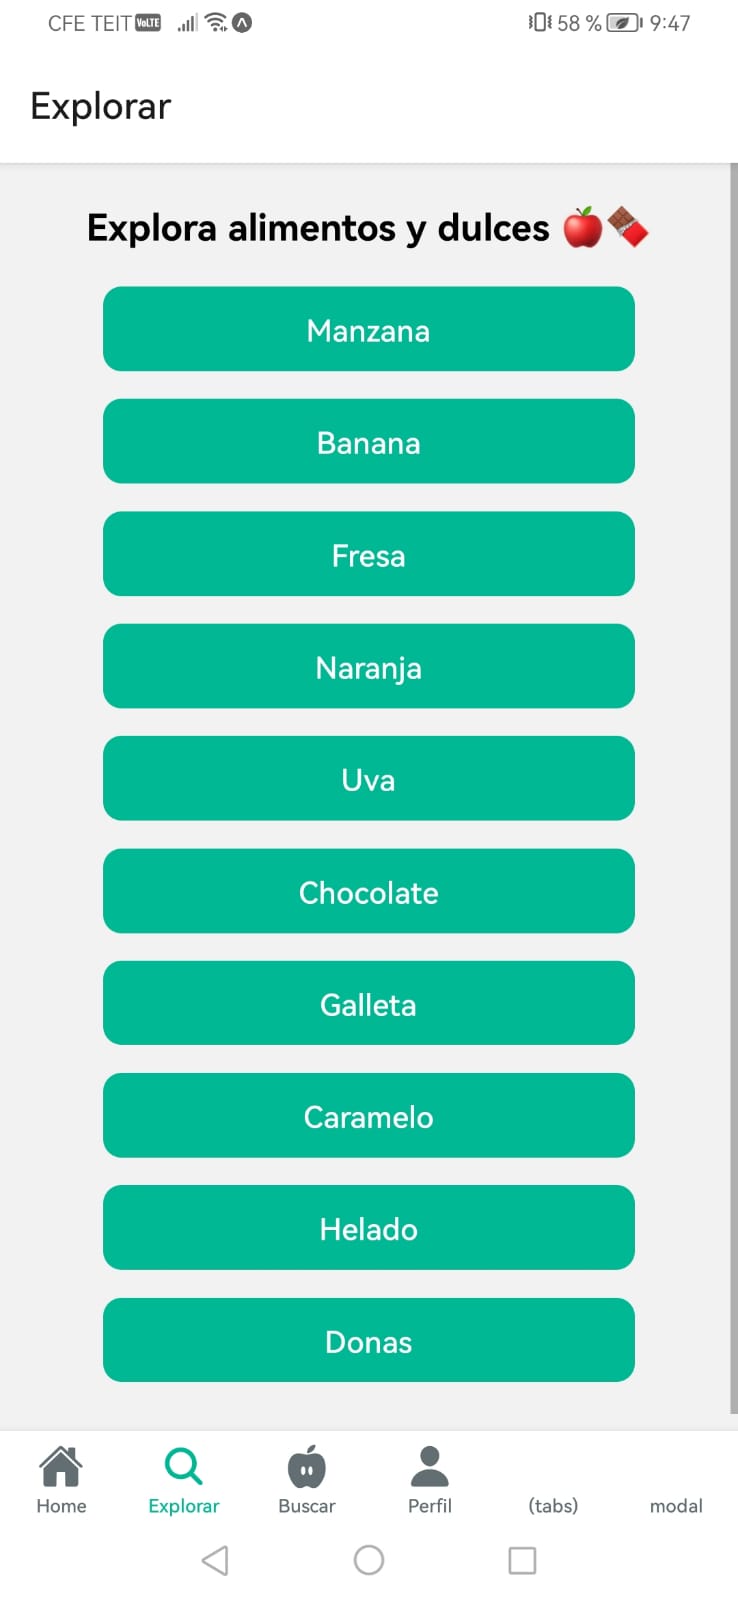 CFE TEIT VoLTE 58 % 9:47
Explorar
Explora alimentos y dulces 🍎🍫
Manzana
Banana
Fresa
Naranja
Uva
Chocolate
Galleta
Caramelo
Helado
Donas
Home Explorar Buscar Perfil (tabs) modal